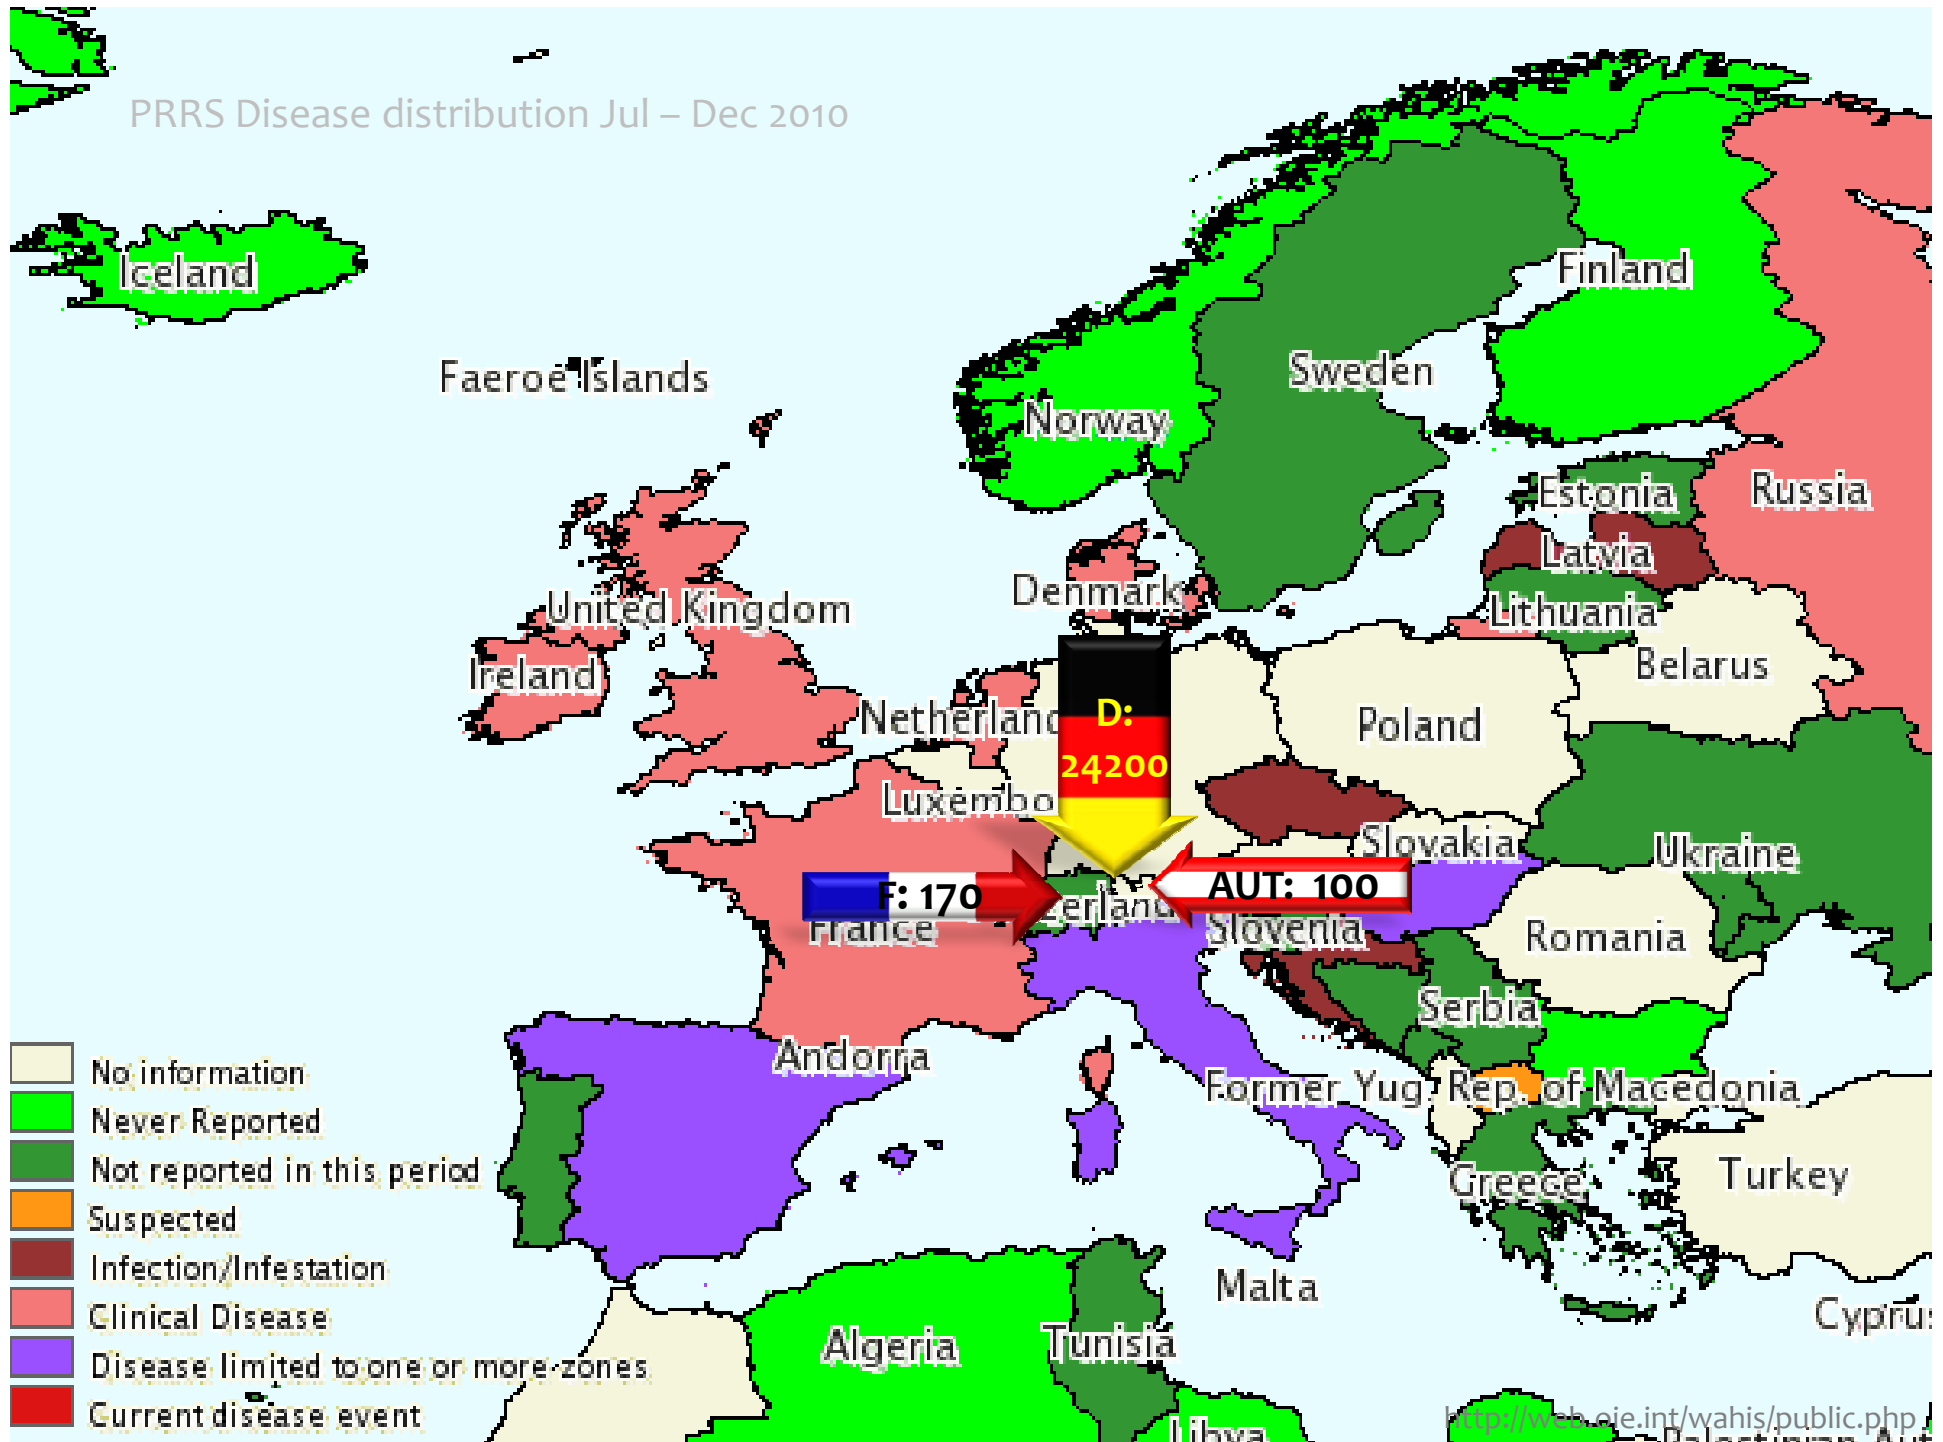 PRRS Disease distribution Jul – Dec 2010
Iceland
Finland
Faeroe Islands
Sweden
Norway
Estonia
Russia
Latvia
Denmark
United Kingdom
Lithuania
Ireland
Belarus
Netherland
D:
24200
Poland
Luxembo
Slovakia
Ukraine
F: 170
AUT: 100
zerland
France
Slovenia
Romania
Serbia
Andorra
Former Yug. Rep. of Macedonia
No information
Never Reported
Not reported in this period
Suspected
Infection/Infestation
Clinical Disease
Disease limited to one or more zones
Current disease event
Greece
Turkey
Malta
Cyprus
Algeria
Tunisia
Libya
http://web.oie.int/wahis/public.php
Palestinian Aut